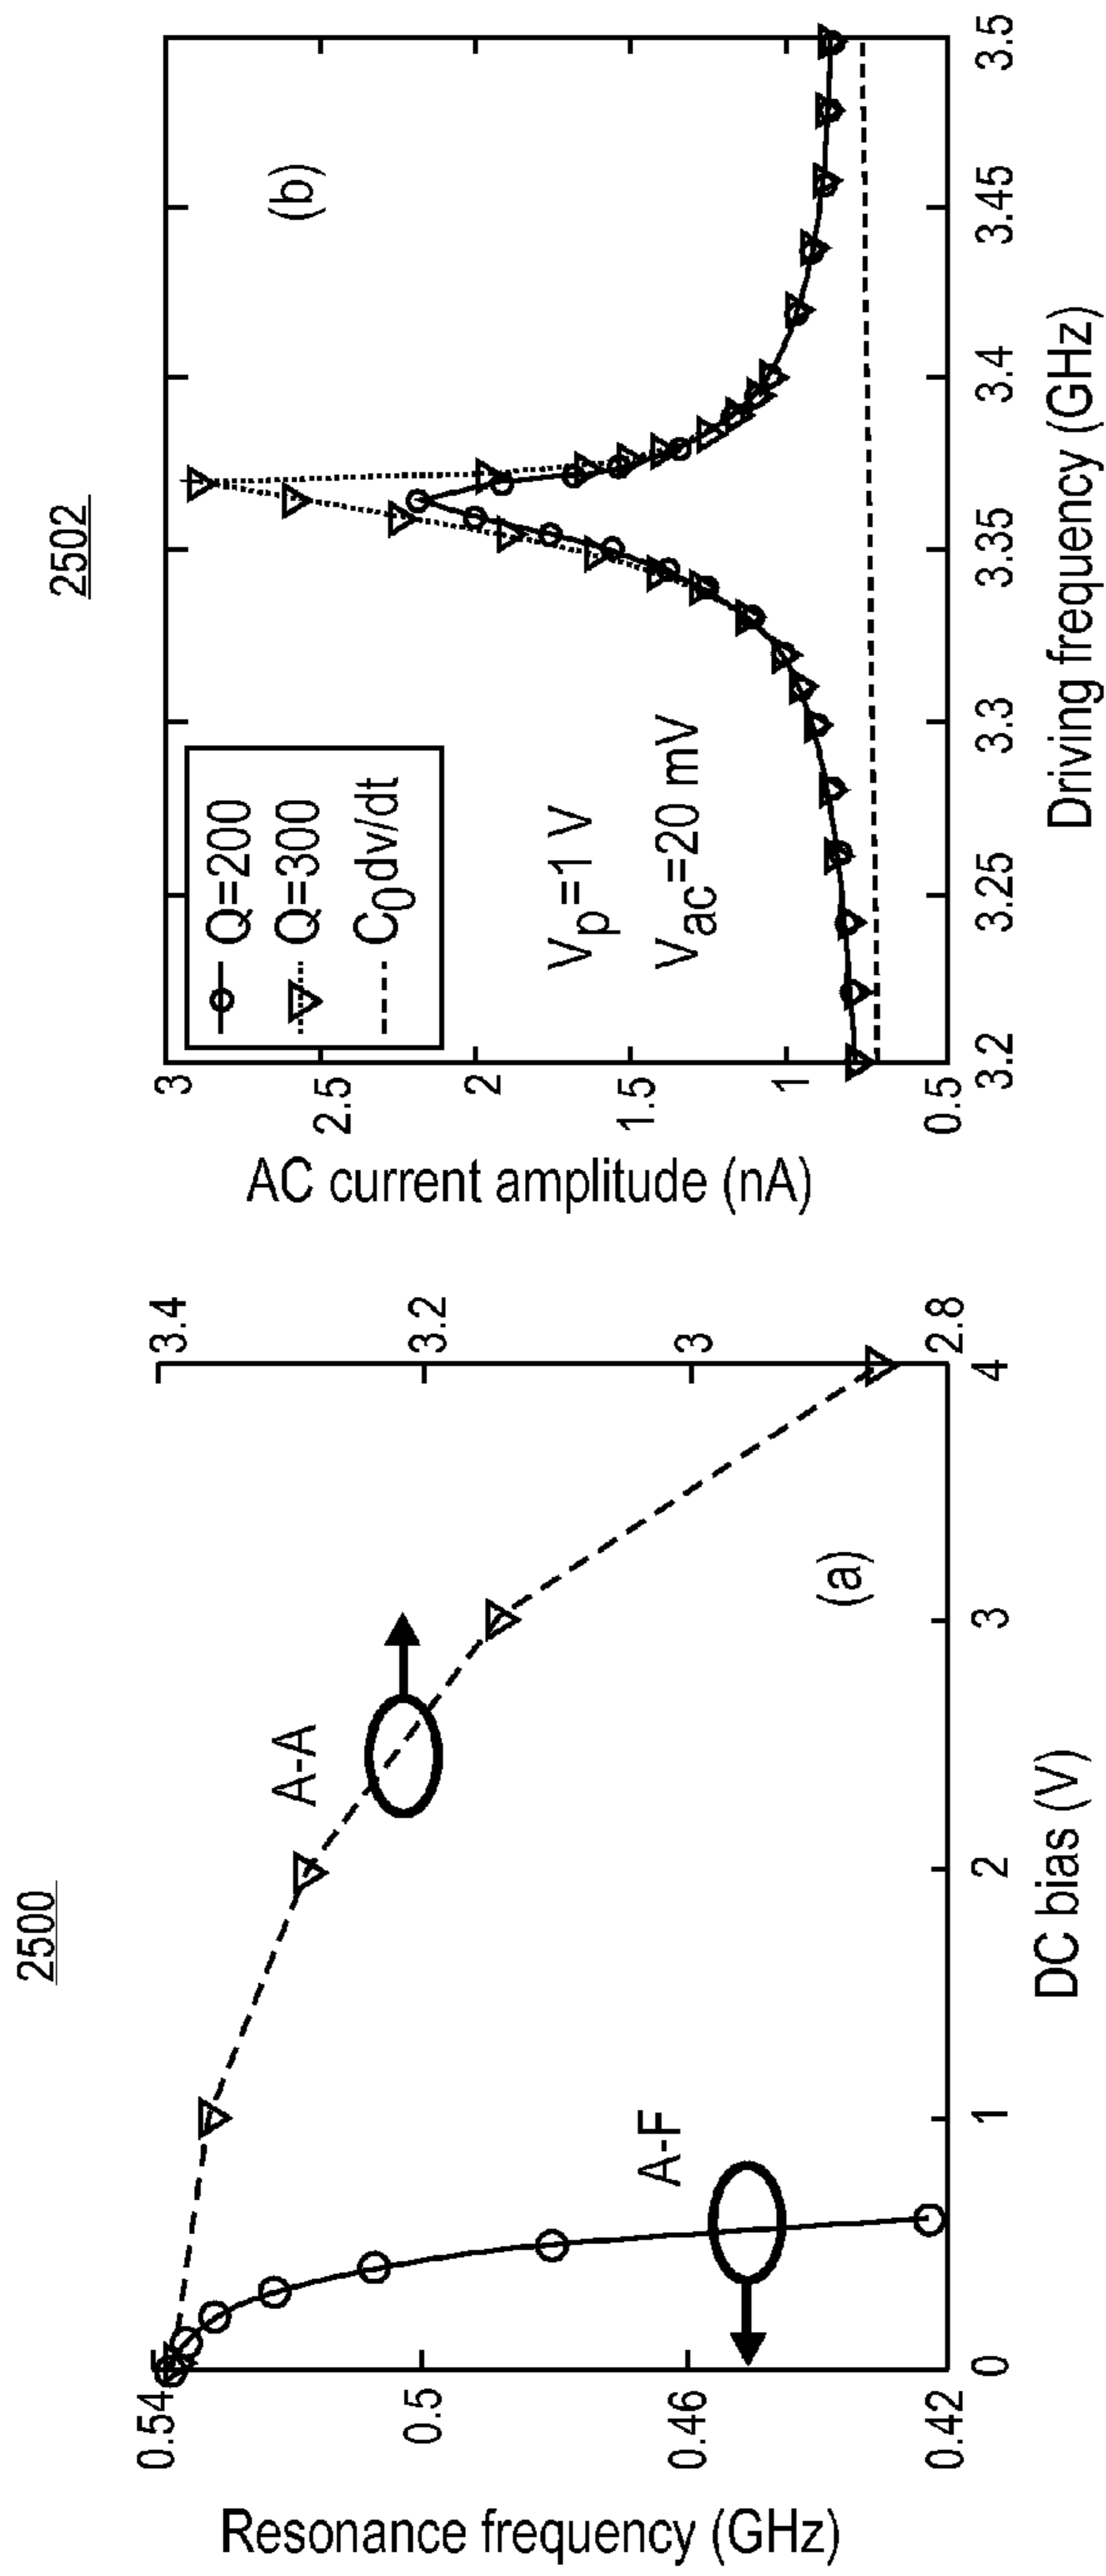 2500
Resonance frequency (GHz)
0.54
0.5
0.46
0.42
3.4
3.2
3
2.8
A-A
A-F
(a)
0 1 2 3 4
DC bias (V)
2502
AC current amplitude (nA)
3
2.5
2
1.5
1
0.5
Q=200
Q=300
C0dv/dt
(b)
Vp=1 V
Vac=20 mV
3.2 3.25 3.3 3.35 3.4 3.45 3.5
Driving frequency (GHz)